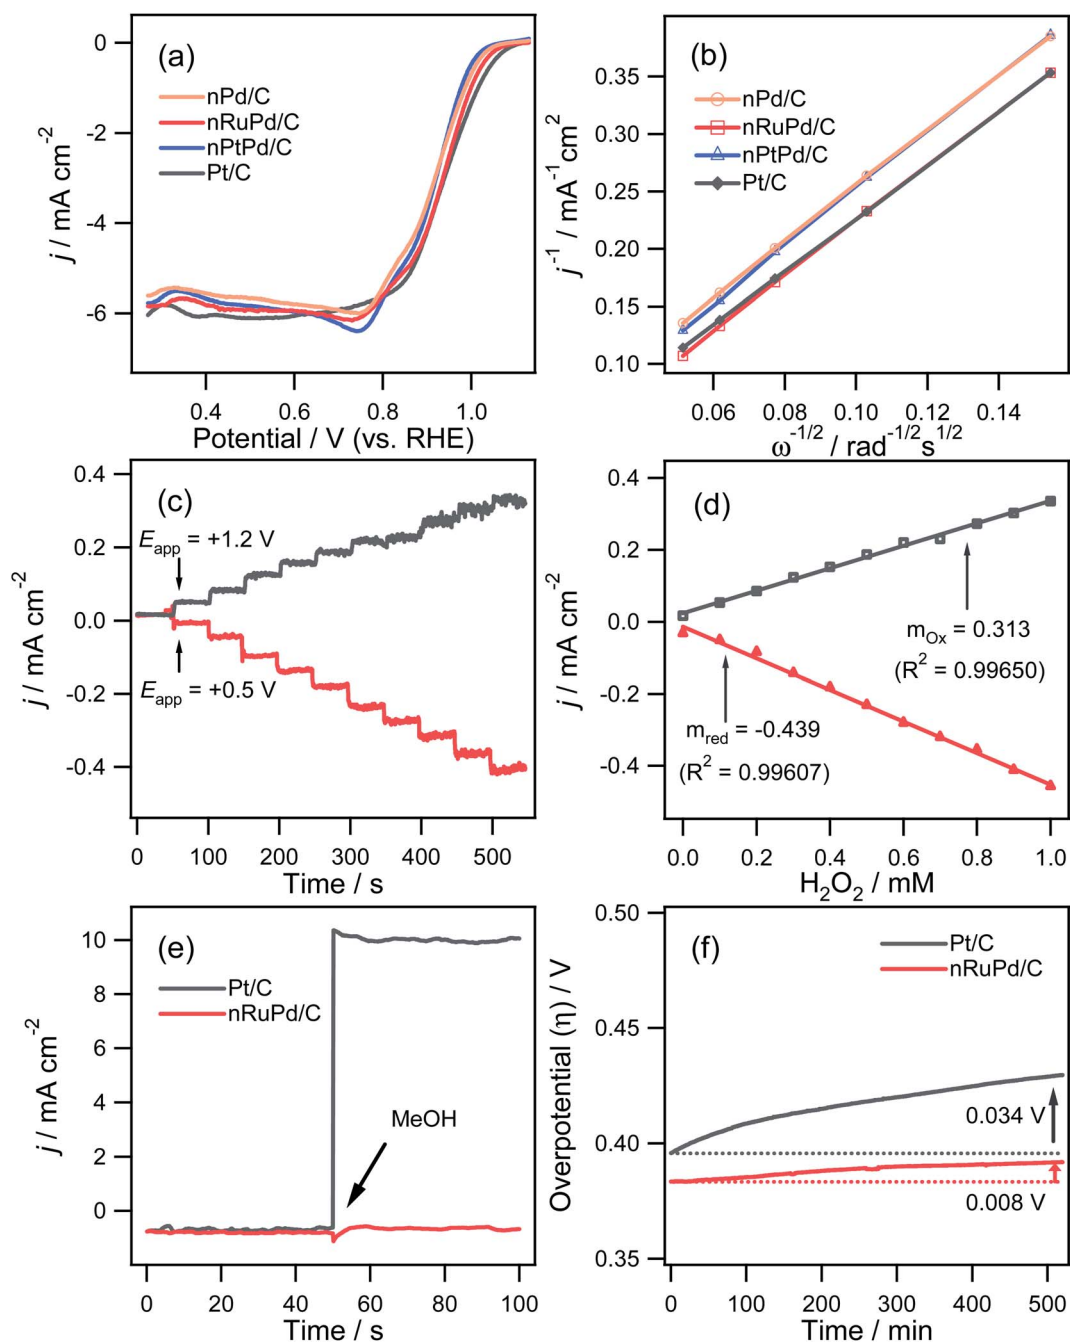 (a)
nPd/C
nRuPd/C
nPtPd/C
Pt/C
0
-2
-4
-6
j / mA cm⁻²
0.4 0.6 0.8 1.0
Potential / V (vs. RHE)
(b)
nPd/C
nRuPd/C
nPtPd/C
Pt/C
0.35
0.30
0.25
0.20
0.15
0.10
j⁻¹ / mA⁻¹ cm²
0.06 0.08 0.10 0.12 0.14
ω⁻¹/² / rad⁻¹/²s¹/²
(c)
0.4
0.2
0.0
-0.2
-0.4
j / mA cm⁻²
E_app = +1.2 V
E_app = +0.5 V
0 100 200 300 400 500
Time / s
(d)
0.4
0.2
0.0
-0.2
-0.4
j / mA cm⁻²
m_Ox = 0.313
(R² = 0.99650)
m_red = -0.439
(R² = 0.99607)
0.0 0.2 0.4 0.6 0.8 1.0
H₂O₂ / mM
(e)
Pt/C
nRuPd/C
10
8
6
4
2
0
j / mA cm⁻²
MeOH
0 20 40 60 80 100
Time / s
(f)
Pt/C
nRuPd/C
0.50
0.45
0.40
0.35
Overpotential (η) / V
0.034 V
0.008 V
0 100 200 300 400 500
Time / min